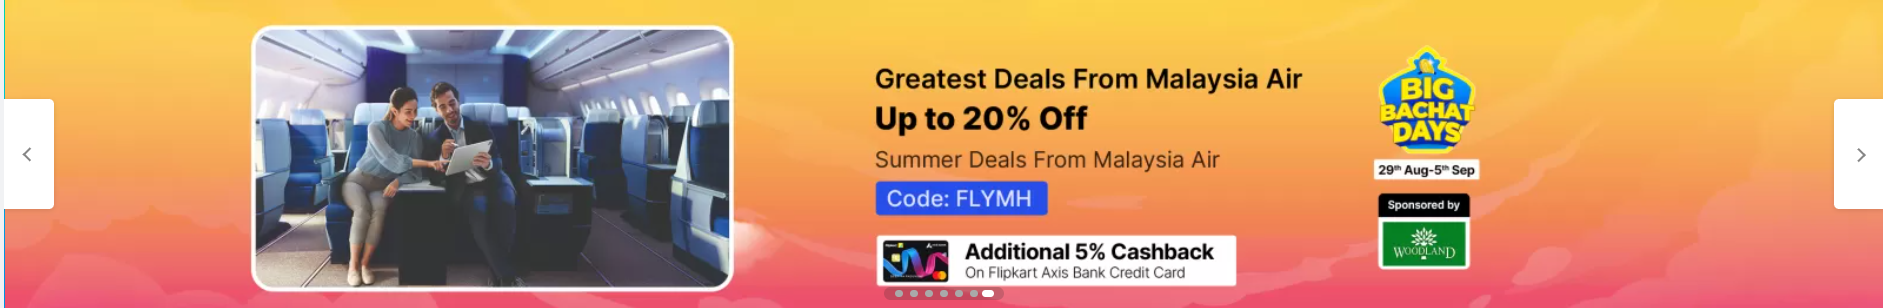 Greatest Deals From Malaysia Air
Up to 20% Off
Summer Deals From Malaysia Air
Code: FLYMH
Additional 5% Cashback
On Flipkart Axis Bank Credit Card
BIG
BACHAT
DAYS
29th Aug-5th Sep
Sponsored by
WOODLAND